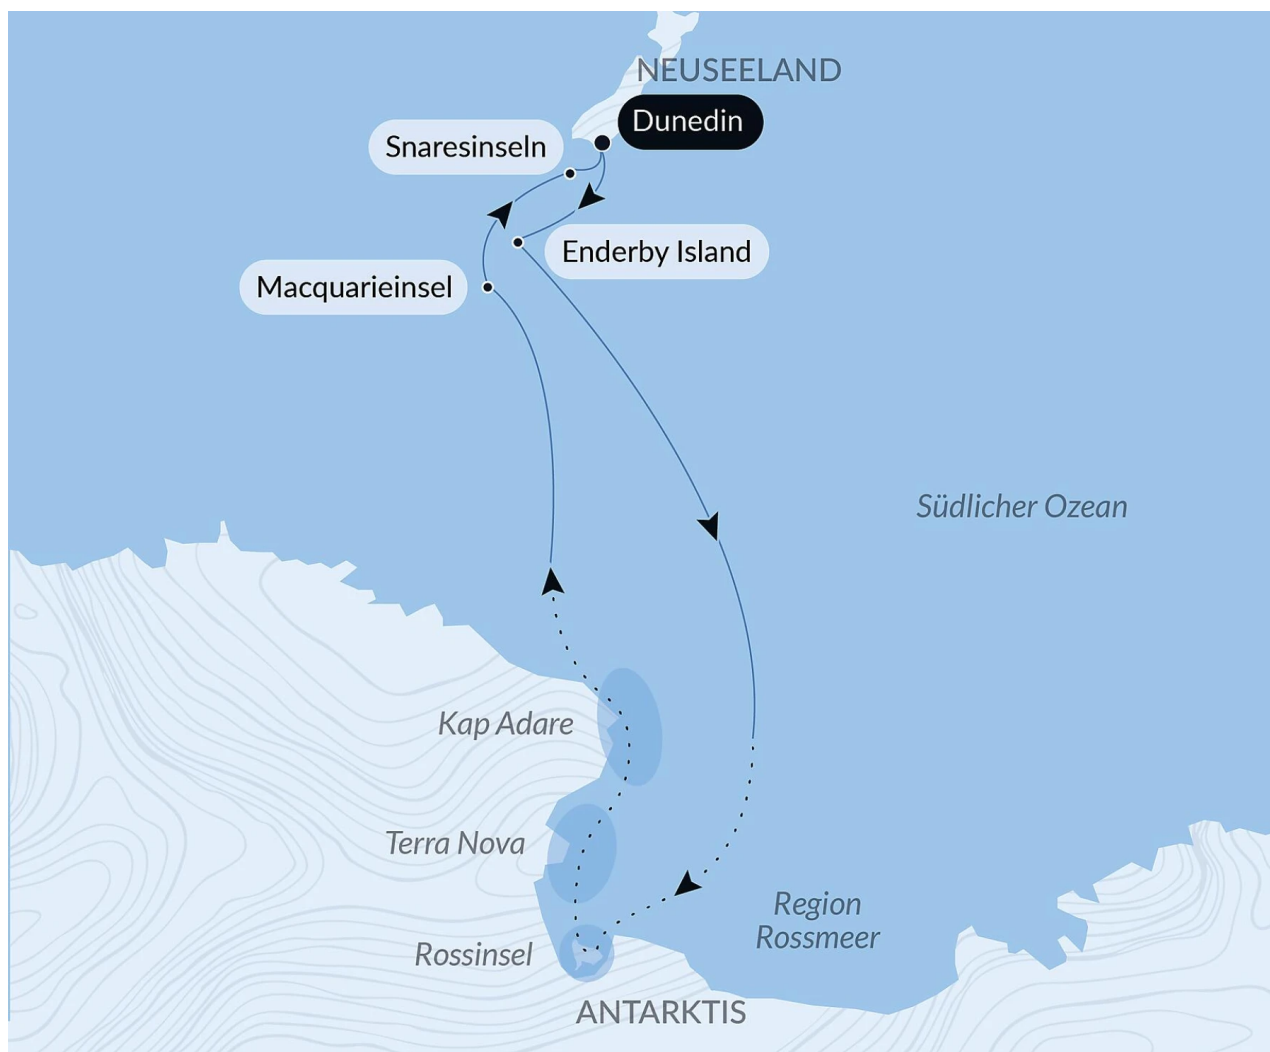 NEUSEELAND
Dunedin
Snaresinseln
Enderby Island
Macquarieinsel
Südlicher Ozean
Kap Adare
Terra Nova
Region
Rossmeer
Rossinsel
ANTARKTIS